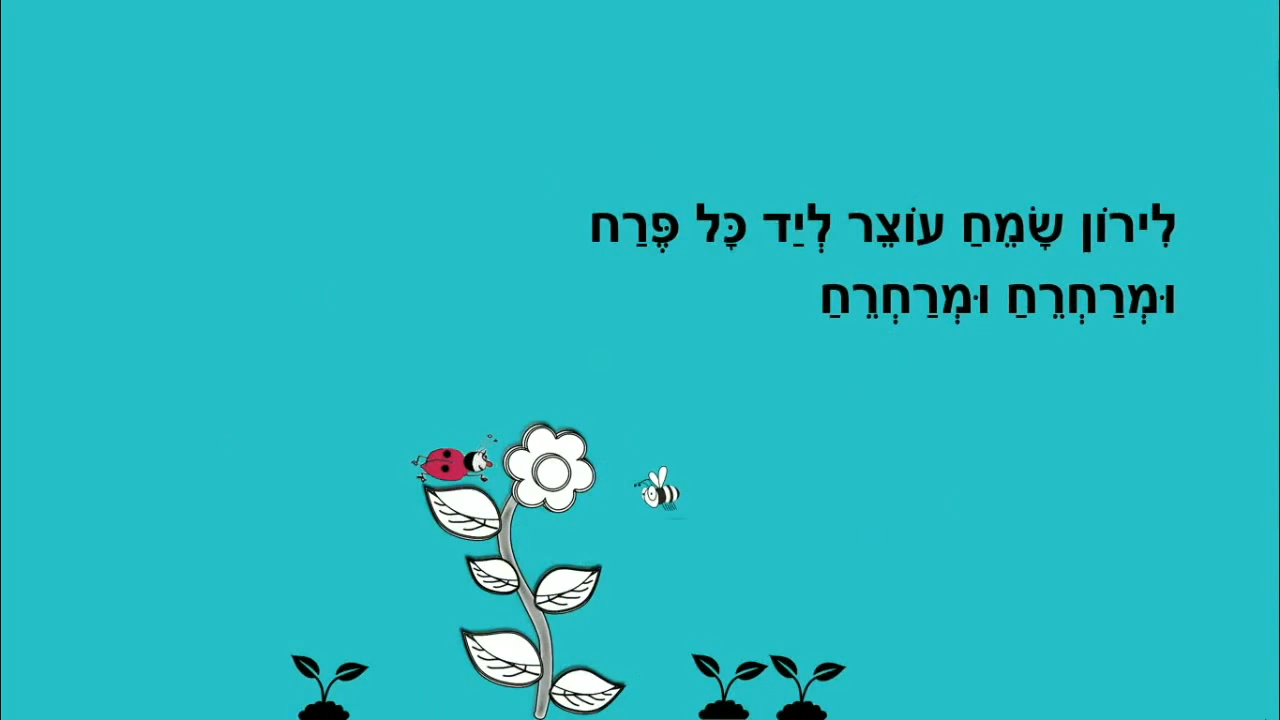 לִירוֹן שָׂמֵחַ עוֹצֵר לְיַד כָּל פֶּרַח
וּמְרַחְרֵחַ וּמְרַחְרֵחַ